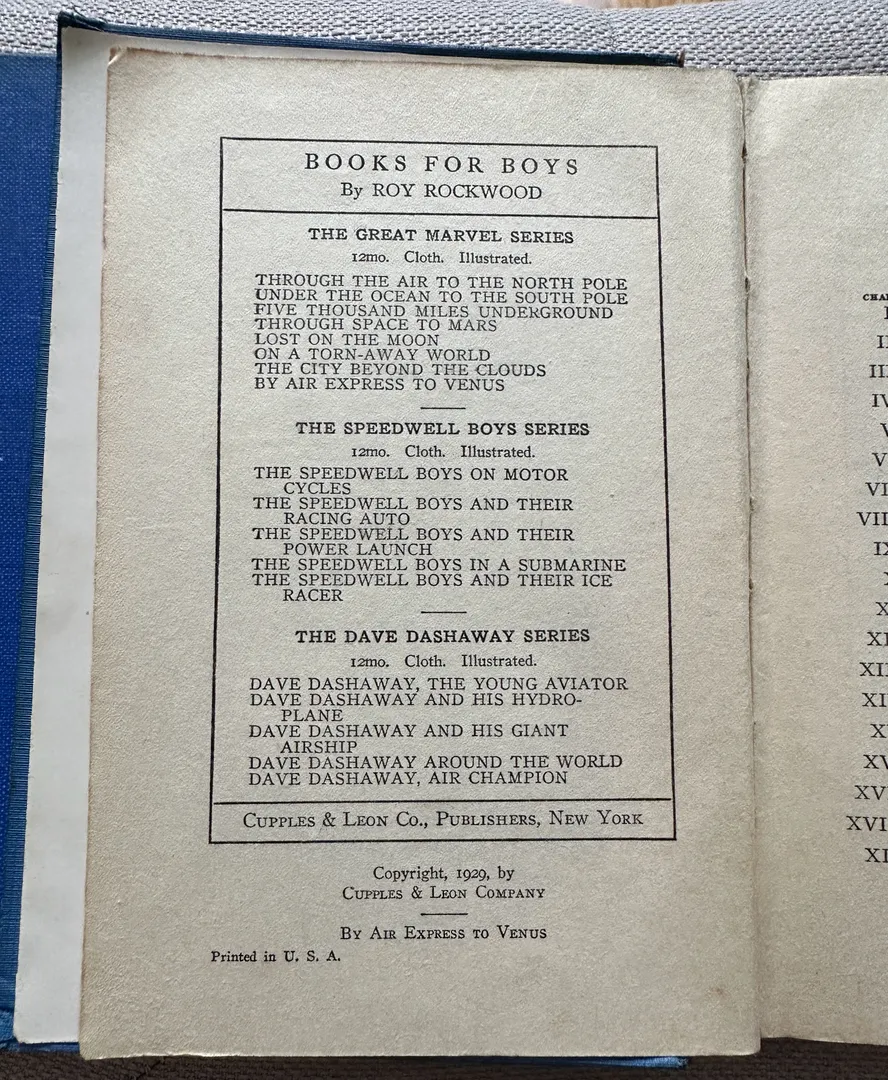 BOOKS FOR BOYS
By ROY ROCKWOOD
THE GREAT MARVEL SERIES
12mo. Cloth. Illustrated.
THROUGH THE AIR TO THE NORTH POLE
UNDER THE OCEAN TO THE SOUTH POLE
FIVE THOUSAND MILES UNDERGROUND
THROUGH SPACE TO MARS
LOST ON THE MOON
ON A TORN-AWAY WORLD
THE CITY BEYOND THE CLOUDS
BY AIR EXPRESS TO VENUS
THE SPEEDWELL BOYS SERIES
12mo. Cloth. Illustrated.
THE SPEEDWELL BOYS ON MOTOR
CYCLES
THE SPEEDWELL BOYS AND THEIR
RACING AUTO
THE SPEEDWELL BOYS AND THEIR
POWER LAUNCH
THE SPEEDWELL BOYS IN A SUBMARINE
THE SPEEDWELL BOYS AND THEIR ICE
RACER
THE DAVE DASHAWAY SERIES
12mo. Cloth. Illustrated.
DAVE DASHAWAY, THE YOUNG AVIATOR
DAVE DASHAWAY AND HIS HYDRO-
PLANE
DAVE DASHAWAY AND HIS GIANT
AIRSHIP
DAVE DASHAWAY AROUND THE WORLD
DAVE DASHAWAY, AIR CHAMPION
CUPPLES & LEON CO., PUBLISHERS, NEW YORK
Copyright, 1929, by
CUPPLES & LEON COMPANY
BY AIR EXPRESS TO VENUS
Printed in U. S. A.